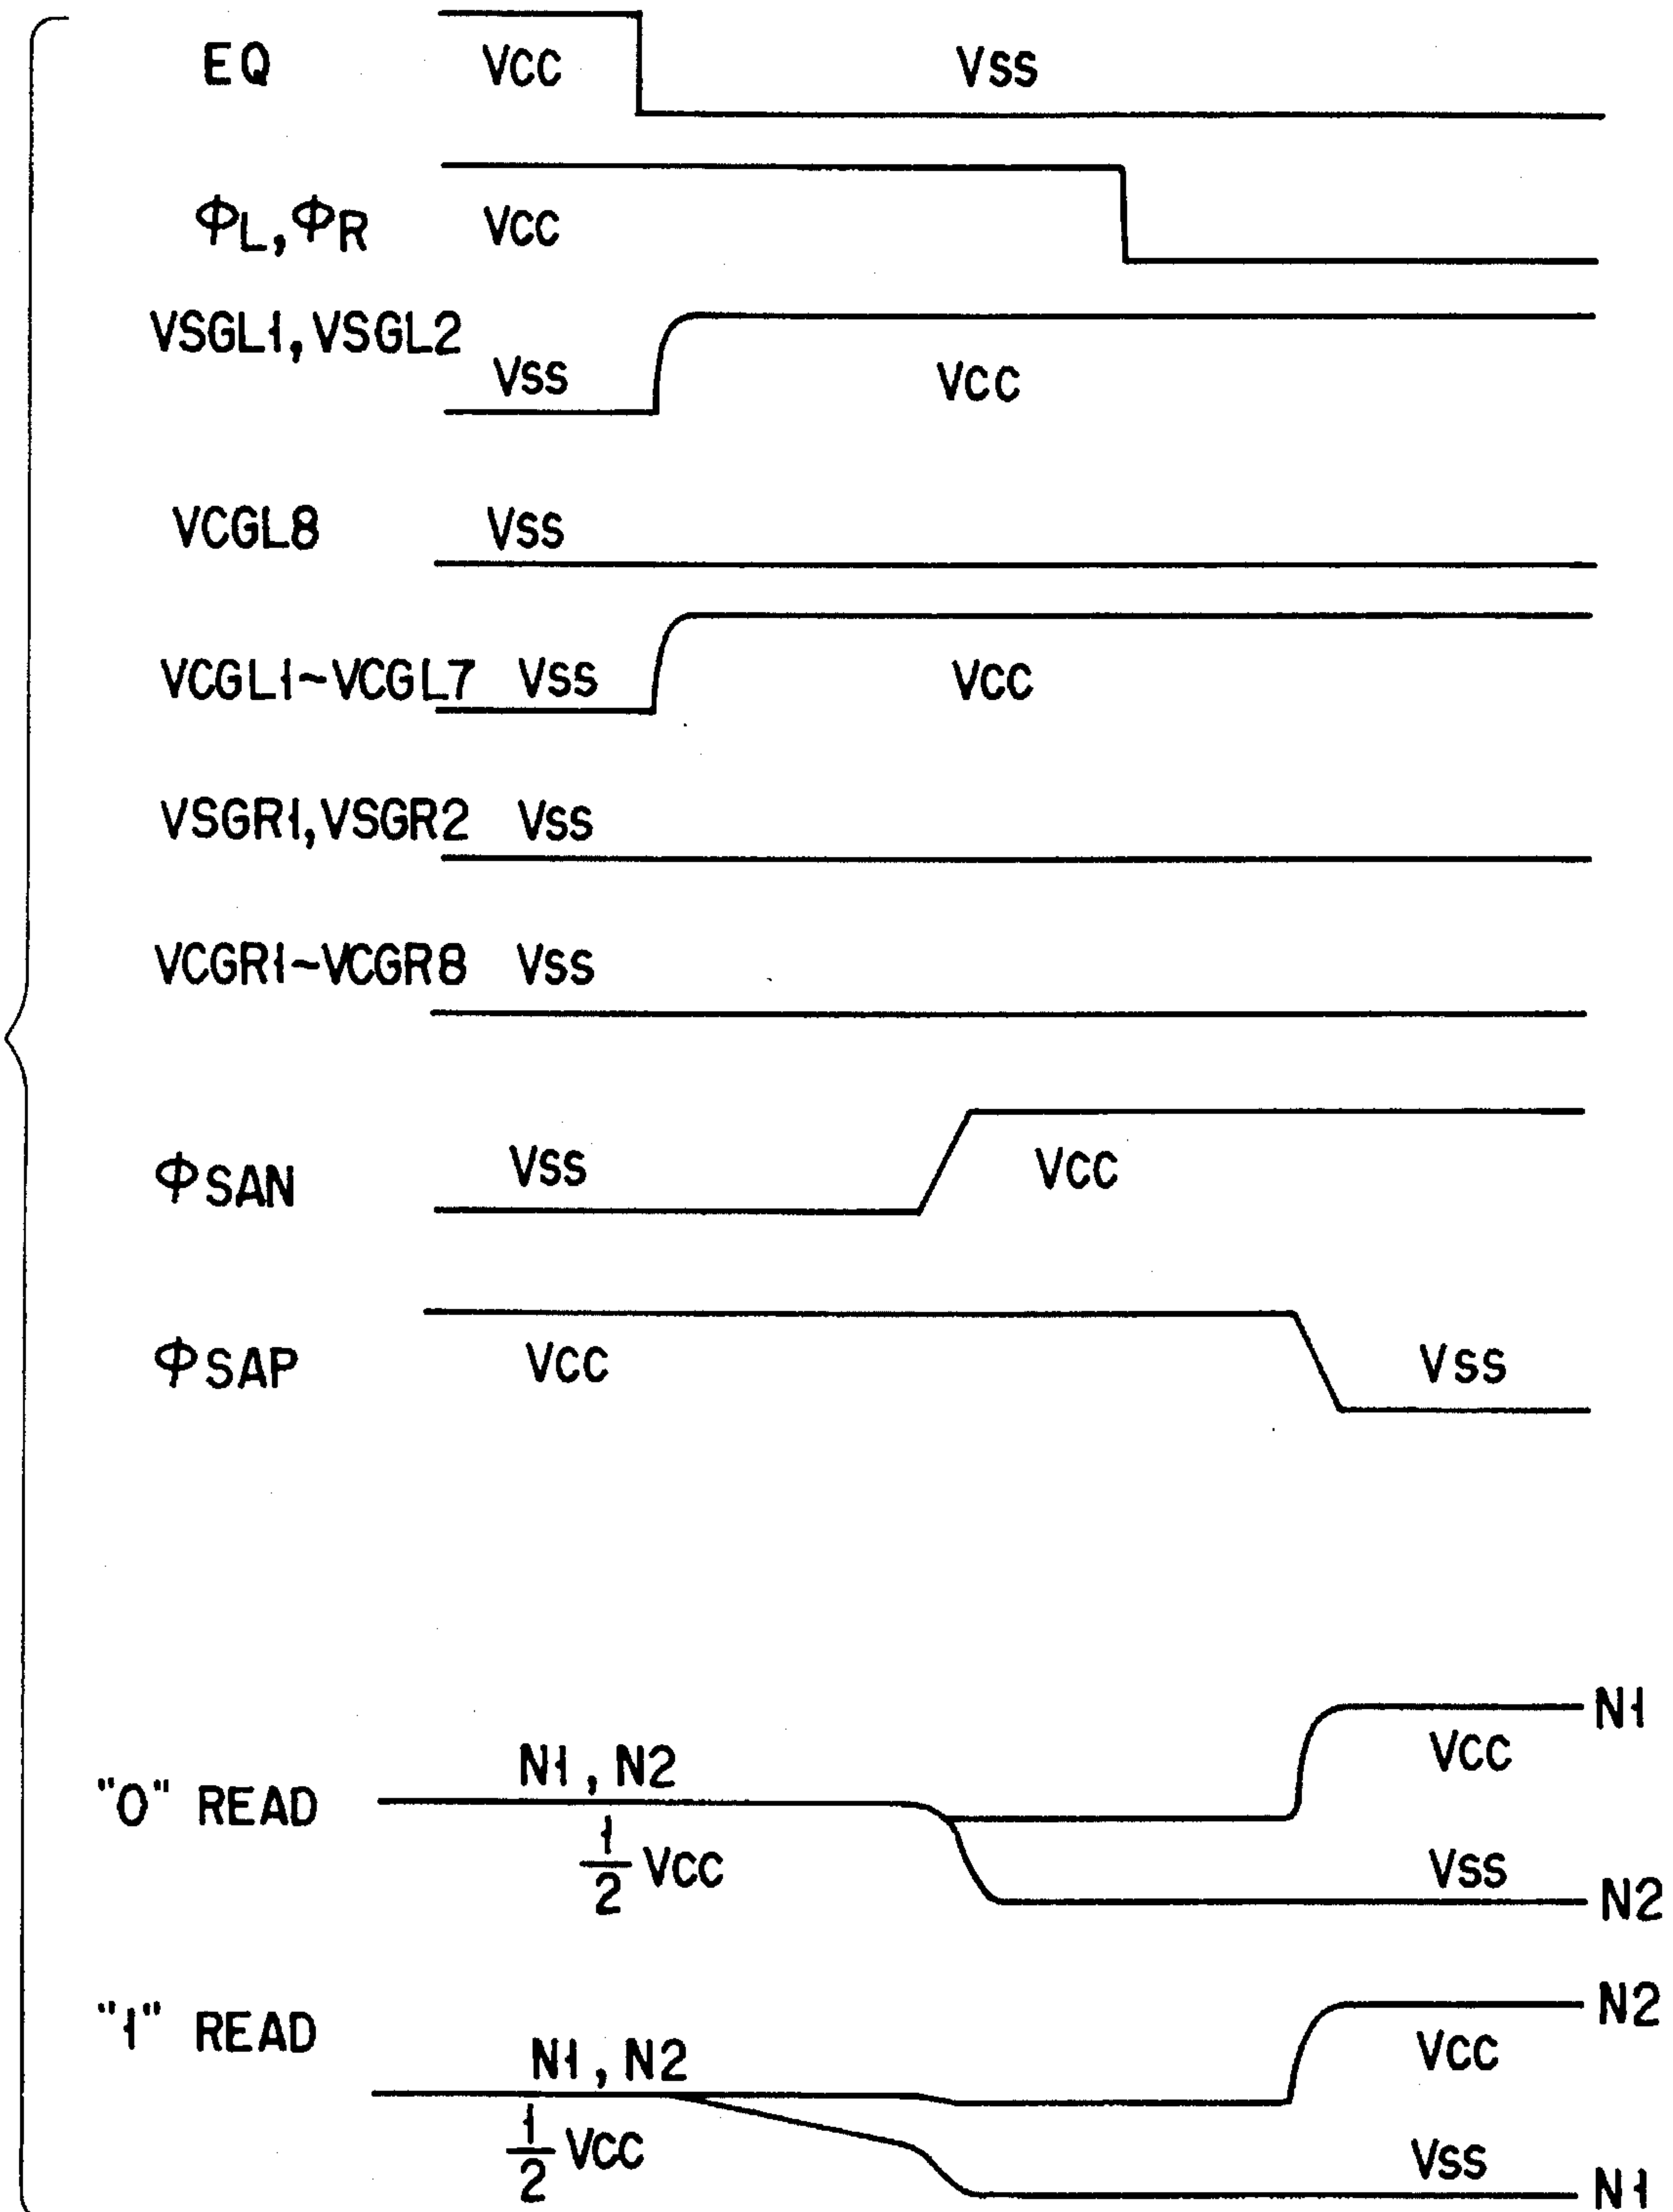 EQ VCC VSS
ΦL, ΦR VCC
VSGL1, VSGL2
VSS VCC
VCGL8 VSS
VCGL1~VCGL7 VSS VCC
VSGR1, VSGR2 VSS
VCGR1~VCGR8 VSS
ΦSAN VSS VCC
ΦSAP VCC VSS
N1
N1, N2 VCC
"0" READ
1/2 VCC VSS
N2
N2
"1" READ
N1, N2 VCC
1/2 VCC VSS
N1